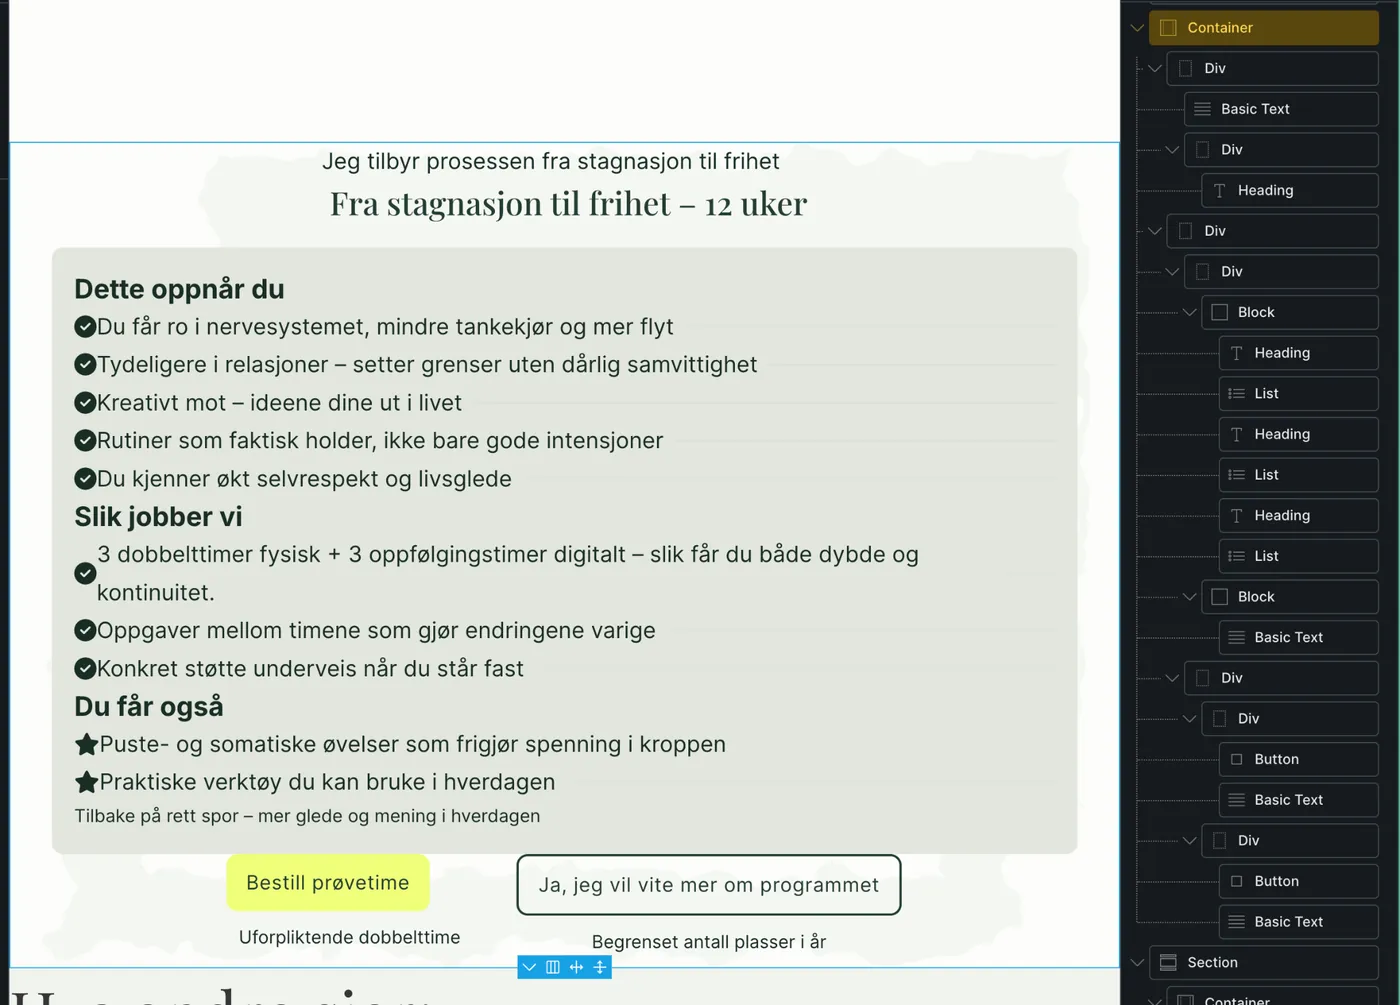 Jeg tilbyr prosessen fra stagnasjon til frihet
Fra stagnasjon til frihet – 12 uker
Dette oppnår du
Du får ro i nervesystemet, mindre tankekjør og mer flyt
Tydeligere i relasjoner – setter grenser uten dårlig samvittighet
Kreativt mot – ideene dine ut i livet
Rutiner som faktisk holder, ikke bare gode intensjoner
Du kjenner økt selvrespekt og livsglede
Slik jobber vi
3 dobbelttimer fysisk + 3 oppfølgingstimer digitalt – slik får du både dybde og
kontinuitet.
Oppgaver mellom timene som gjør endringene varige
Konkret støtte underveis når du står fast
Du får også
Puste- og somatiske øvelser som frigjør spenning i kroppen
Praktiske verktøy du kan bruke i hverdagen
Tilbake på rett spor – mer glede og mening i hverdagen
Bestill prøvetime
Ja, jeg vil vite mer om programmet
Uforpliktende dobbelttime
Begrenset antall plasser i år
Container
Div
Basic Text
Div
Heading
Div
Div
Block
Heading
List
Heading
List
Heading
List
Block
Basic Text
Div
Div
Button
Basic Text
Div
Button
Basic Text
Section
Container